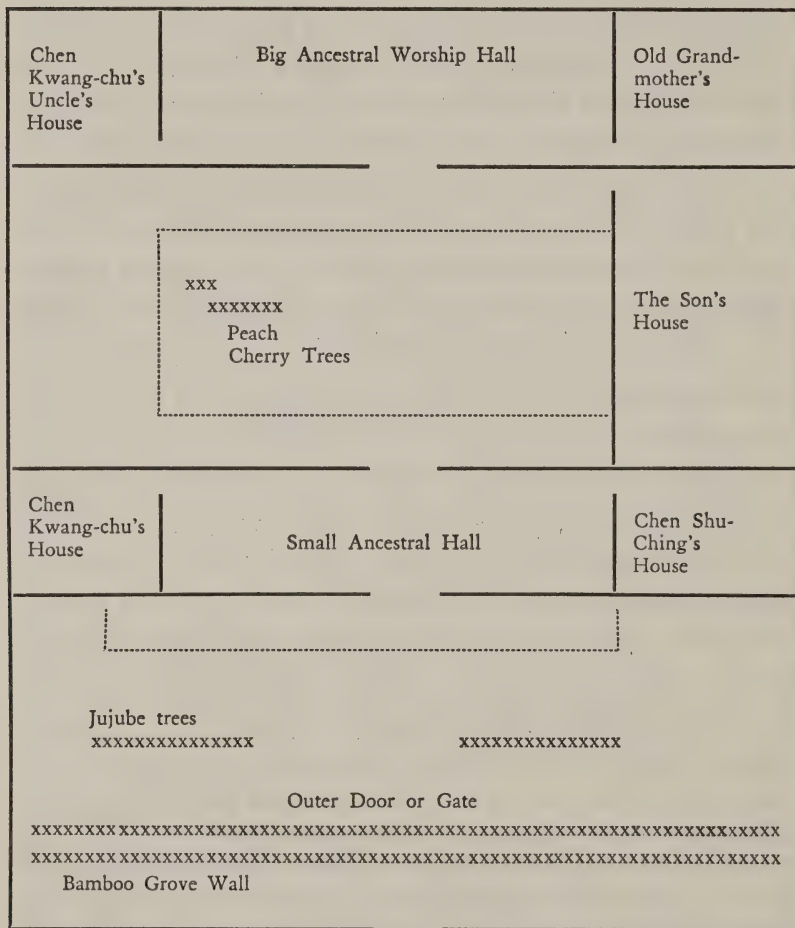 Chen
Kwang-chu's
Uncle's
House
Big Ancestral Worship Hall
Old Grand-
mother's
House
xxx
xxxxxxx
Peach
Cherry Trees
The Son's
House
Chen
Kwang-chu's
House
Small Ancestral Hall
Chen Shu-
Ching's
House
Jujube trees
xxxxxxxxxxxxxxx xxxxxxxxxxxxxxx
Outer Door or Gate
xxxxxxxxxxxxxxxxxxxxxxxxxxxxxxxxxxxxxxxxxxxxxxxxxxxxxxxxxxxxxxxxxxxxx
xxxxxxxxxxxxxxxxxxxxxxxxxxxxxxxxxxxxxxxxxxxxxxxxxxxxxxxxxxxxxxxxxxxxx
Bamboo Grove Wall